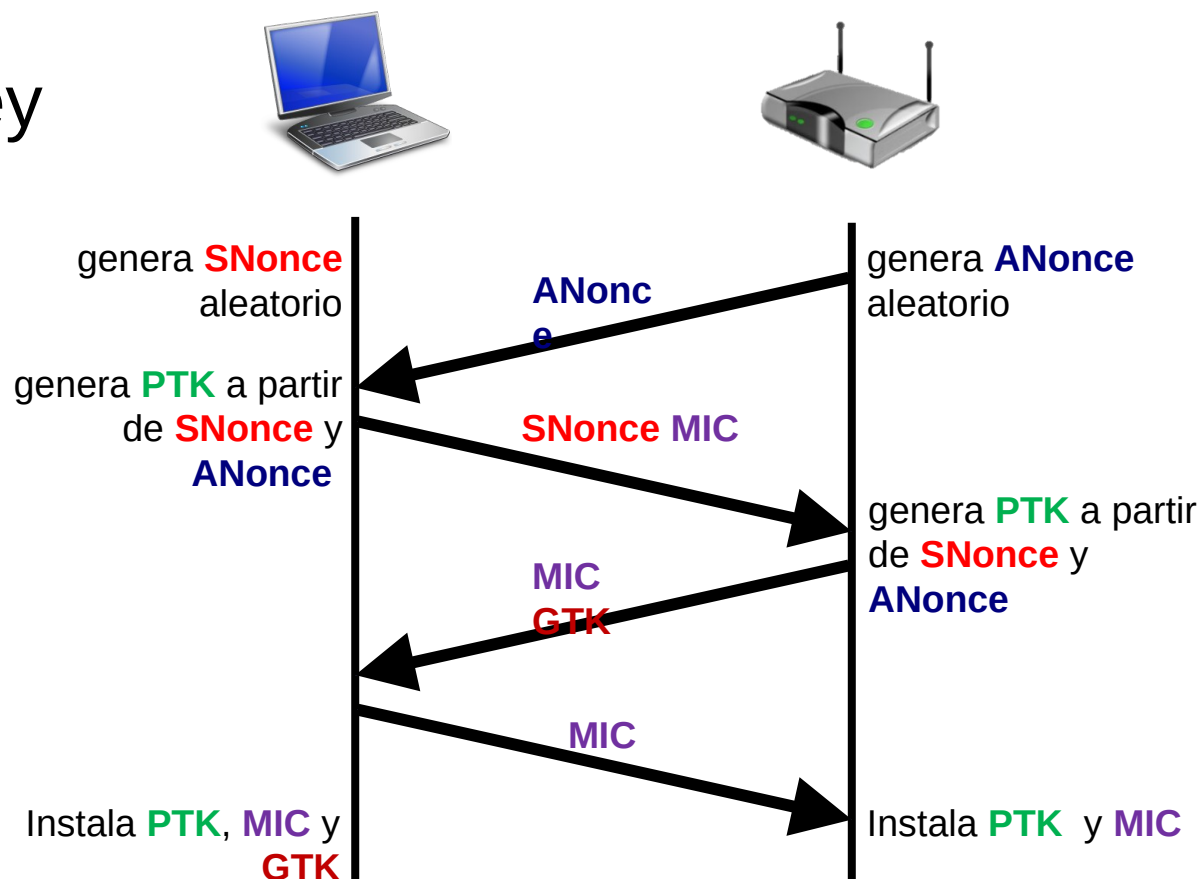 ey
genera SNonce
aleatorio
genera ANonce
aleatorio
ANonc
e
genera PTK a partir
de SNonce y
ANonce
SNonce MIC
genera PTK a partir
de SNonce y
ANonce
MIC
GTK
MIC
Instala PTK, MIC y
GTK
Instala PTK y MIC